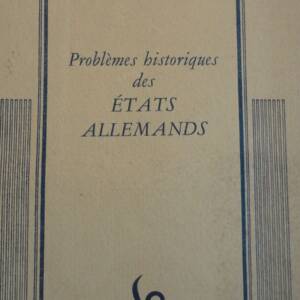 Problèmes historiques
des
ÉTATS
ALLEMANDS